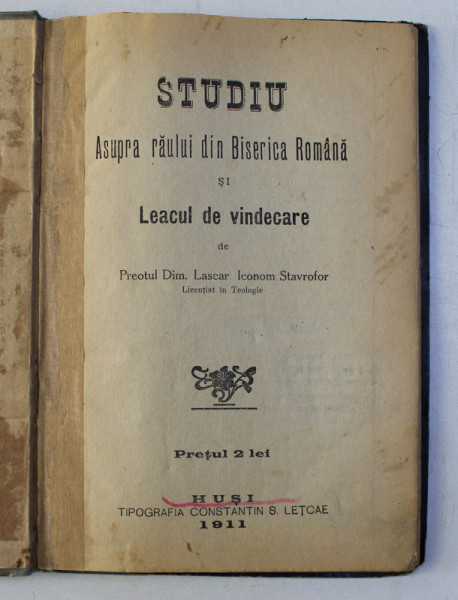 STUDIU
Asupra răului din Biserica Română
ȘI
Leacul de vindecare
de
Preotul Dim. Lascar Iconom Stavrofor
Licențiat in Teologie
Prețul 2 lei
HUȘI
TIPOGRAFIA CONSTANTIN S. LEȚCAE
1911